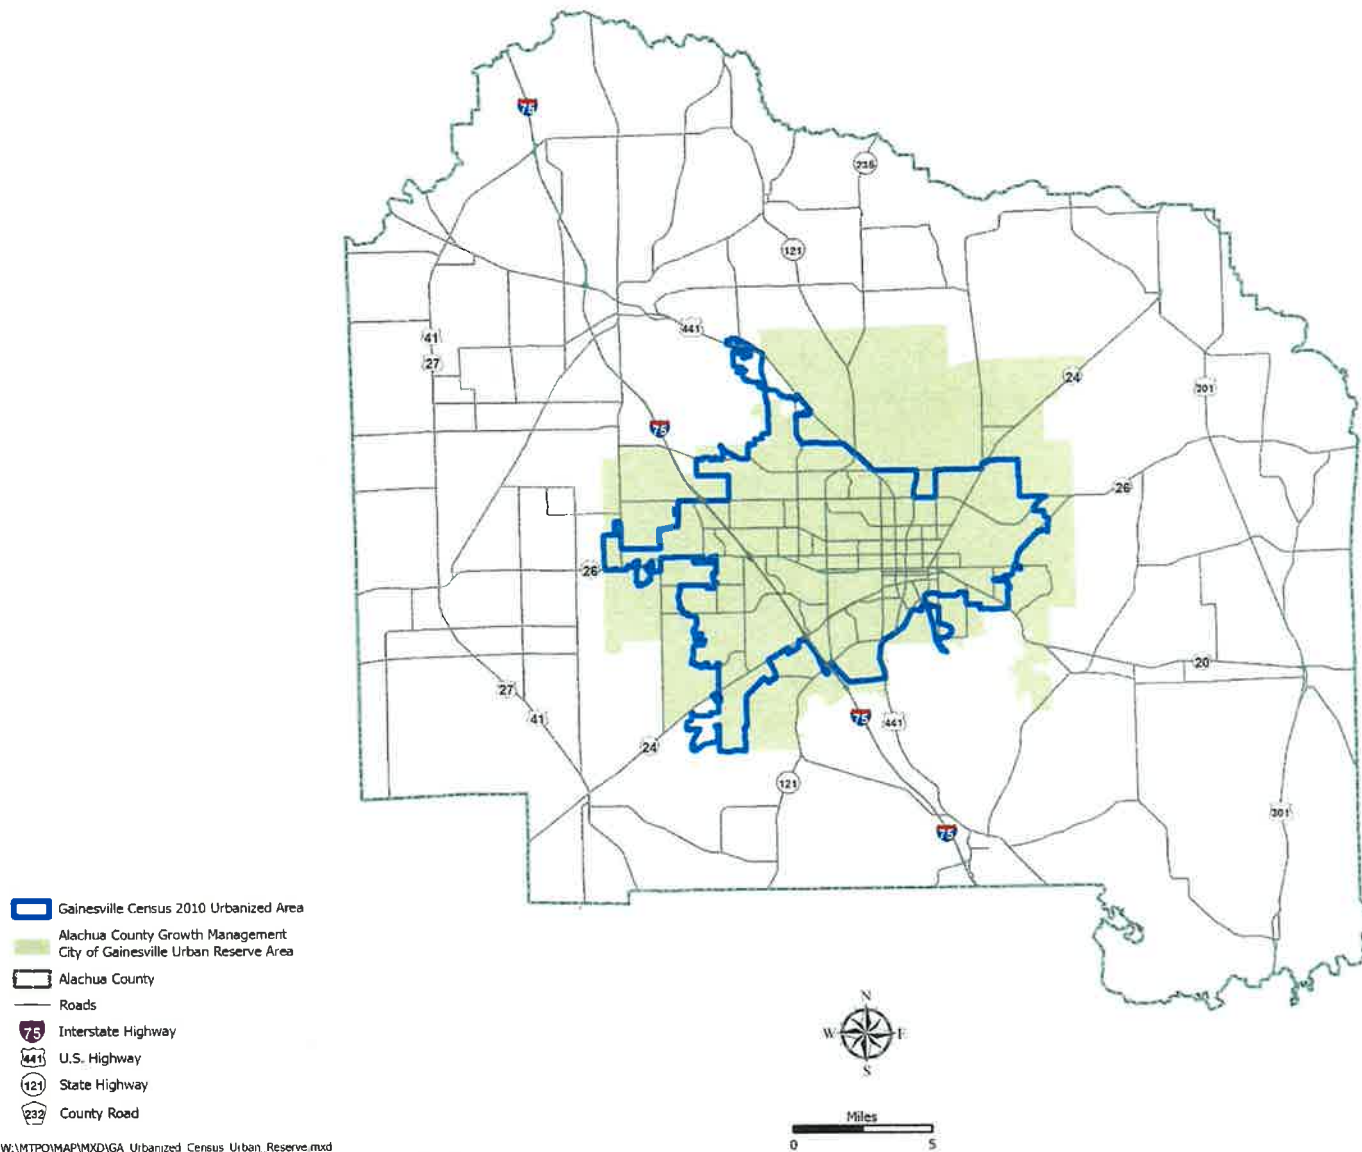 75
235
121
441
41
27
24
301
75
26
26
20
27
41
75
441
24
121
301
75
Gainesville Census 2010 Urbanized Area
Alachua County Growth Management
City of Gainesville Urban Reserve Area
Alachua County
Roads
75 Interstate Highway
441 U.S. Highway
121 State Highway
232 County Road
N
W E
S
Miles
0 5
W:\MTPO\MAP\MXD\GA_Urbanized_Census_Urban_Reserve.mxd